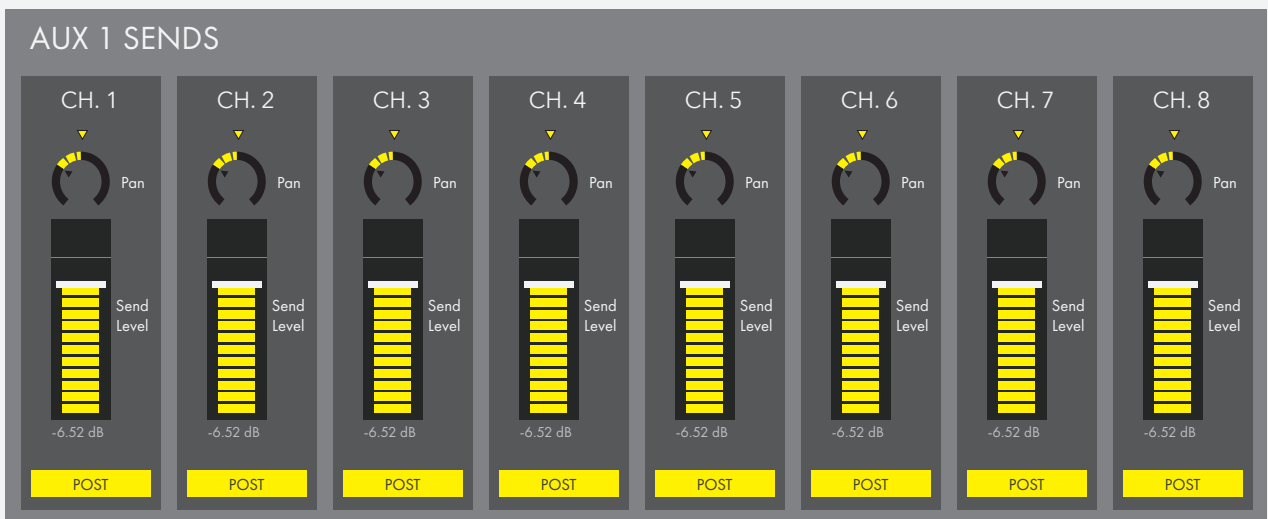 AUX 1 SENDS
CH. 1 CH. 2 CH. 3 CH. 4 CH. 5 CH. 6 CH. 7 CH. 8
Pan Pan Pan Pan Pan Pan Pan Pan
Send Send Send Send Send Send Send Send
Level Level Level Level Level Level Level Level
-6.52 dB -6.52 dB -6.52 dB -6.52 dB -6.52 dB -6.52 dB -6.52 dB -6.52 dB
POST POST POST POST POST POST POST POST